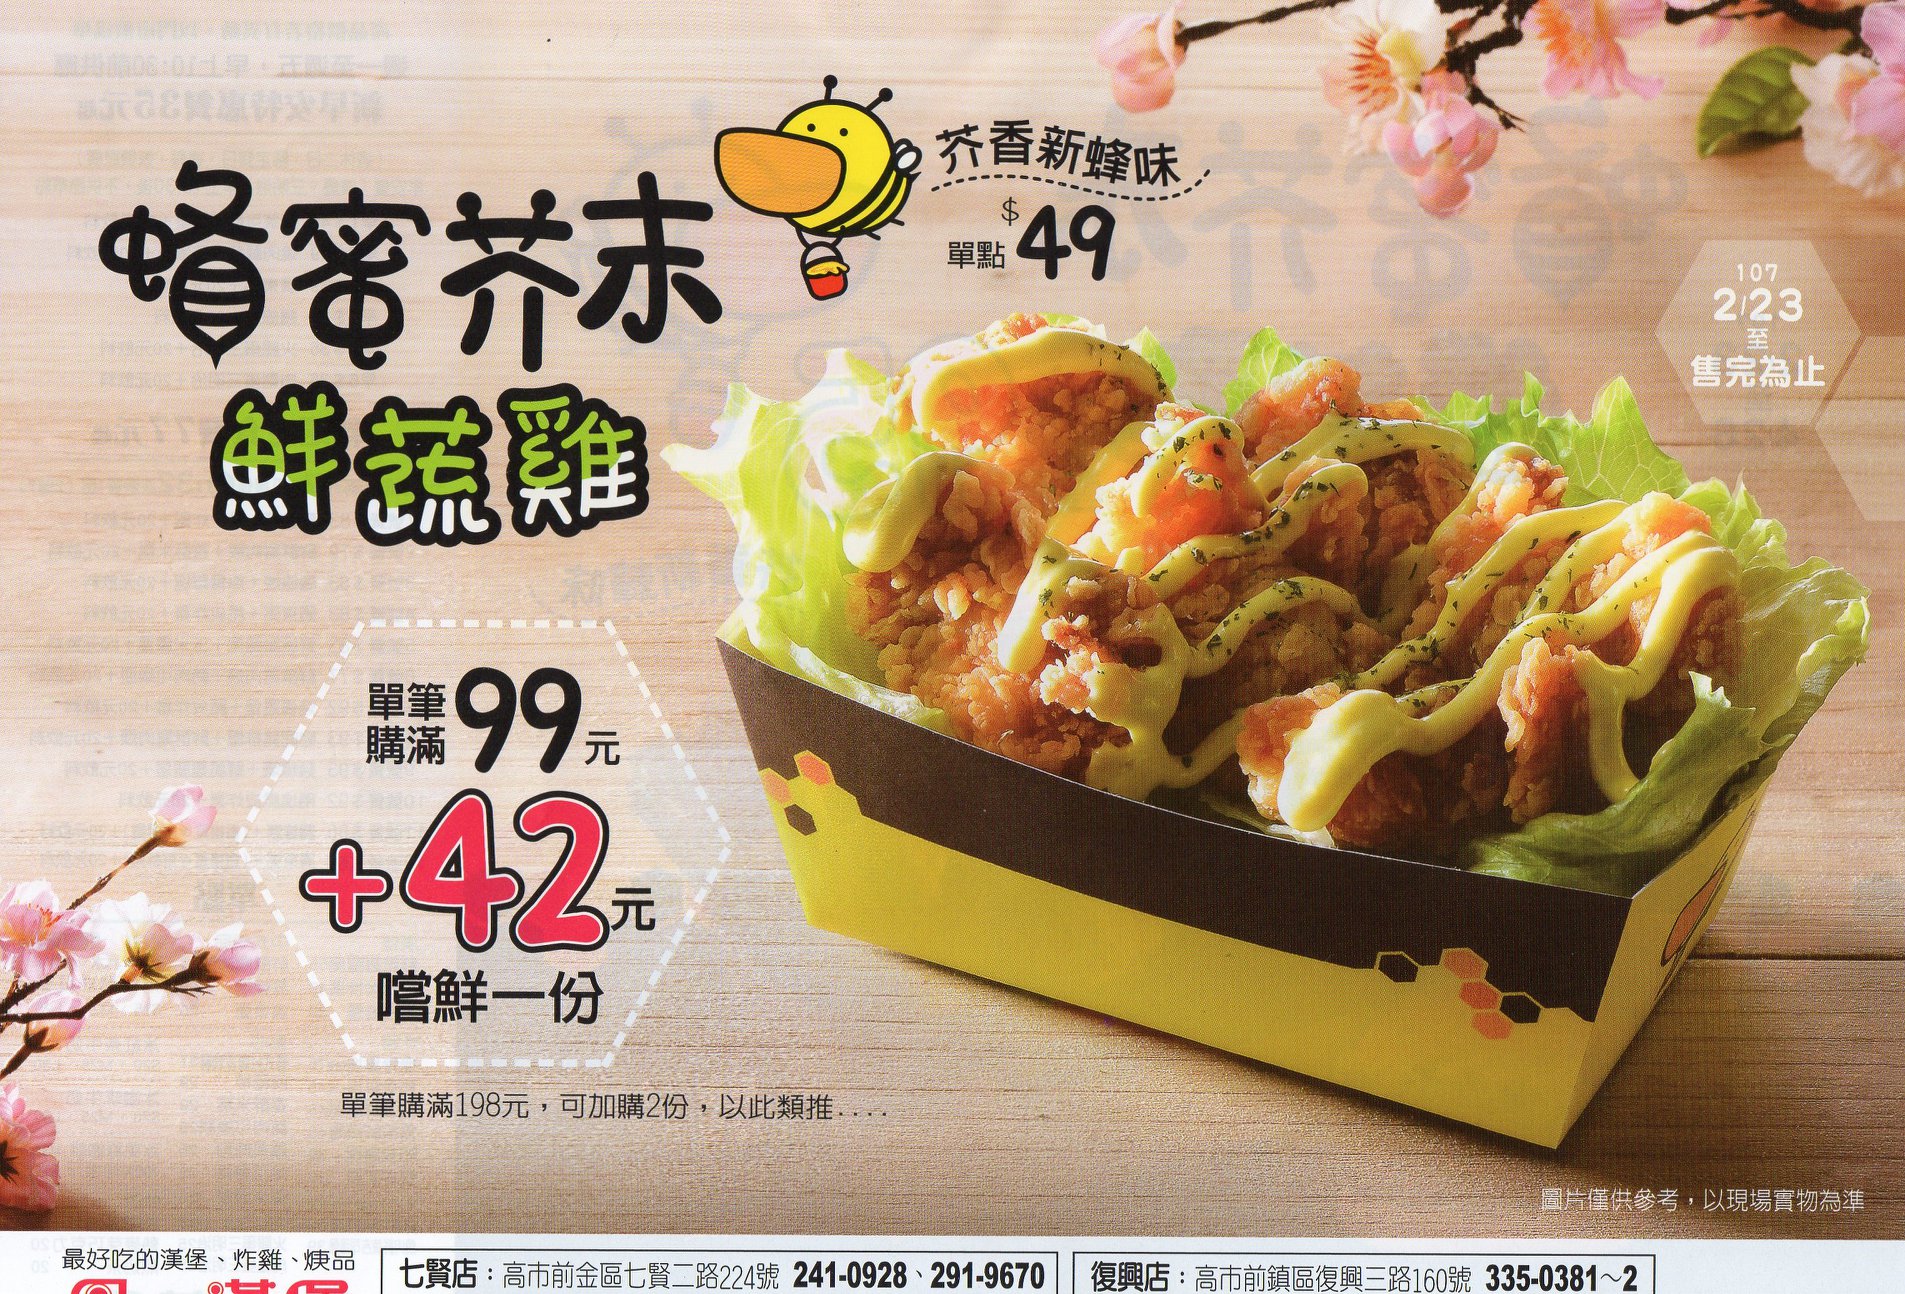 蜂蜜芥末
鮮蔬雞
芥香新蜂味
單點 $49
107
2/23
至
售完為止
單筆
購滿 99元
+42元
嚐鮮一份
單筆購滿198元，可加購2份，以此類推....
圖片僅供參考，以現場實物為準
最好吃的漢堡、炸雞、焿品
七賢店：高市前金區七賢二路224號 241-0928、291-9670
復興店：高市前鎮區復興三路160號 335-0381～2